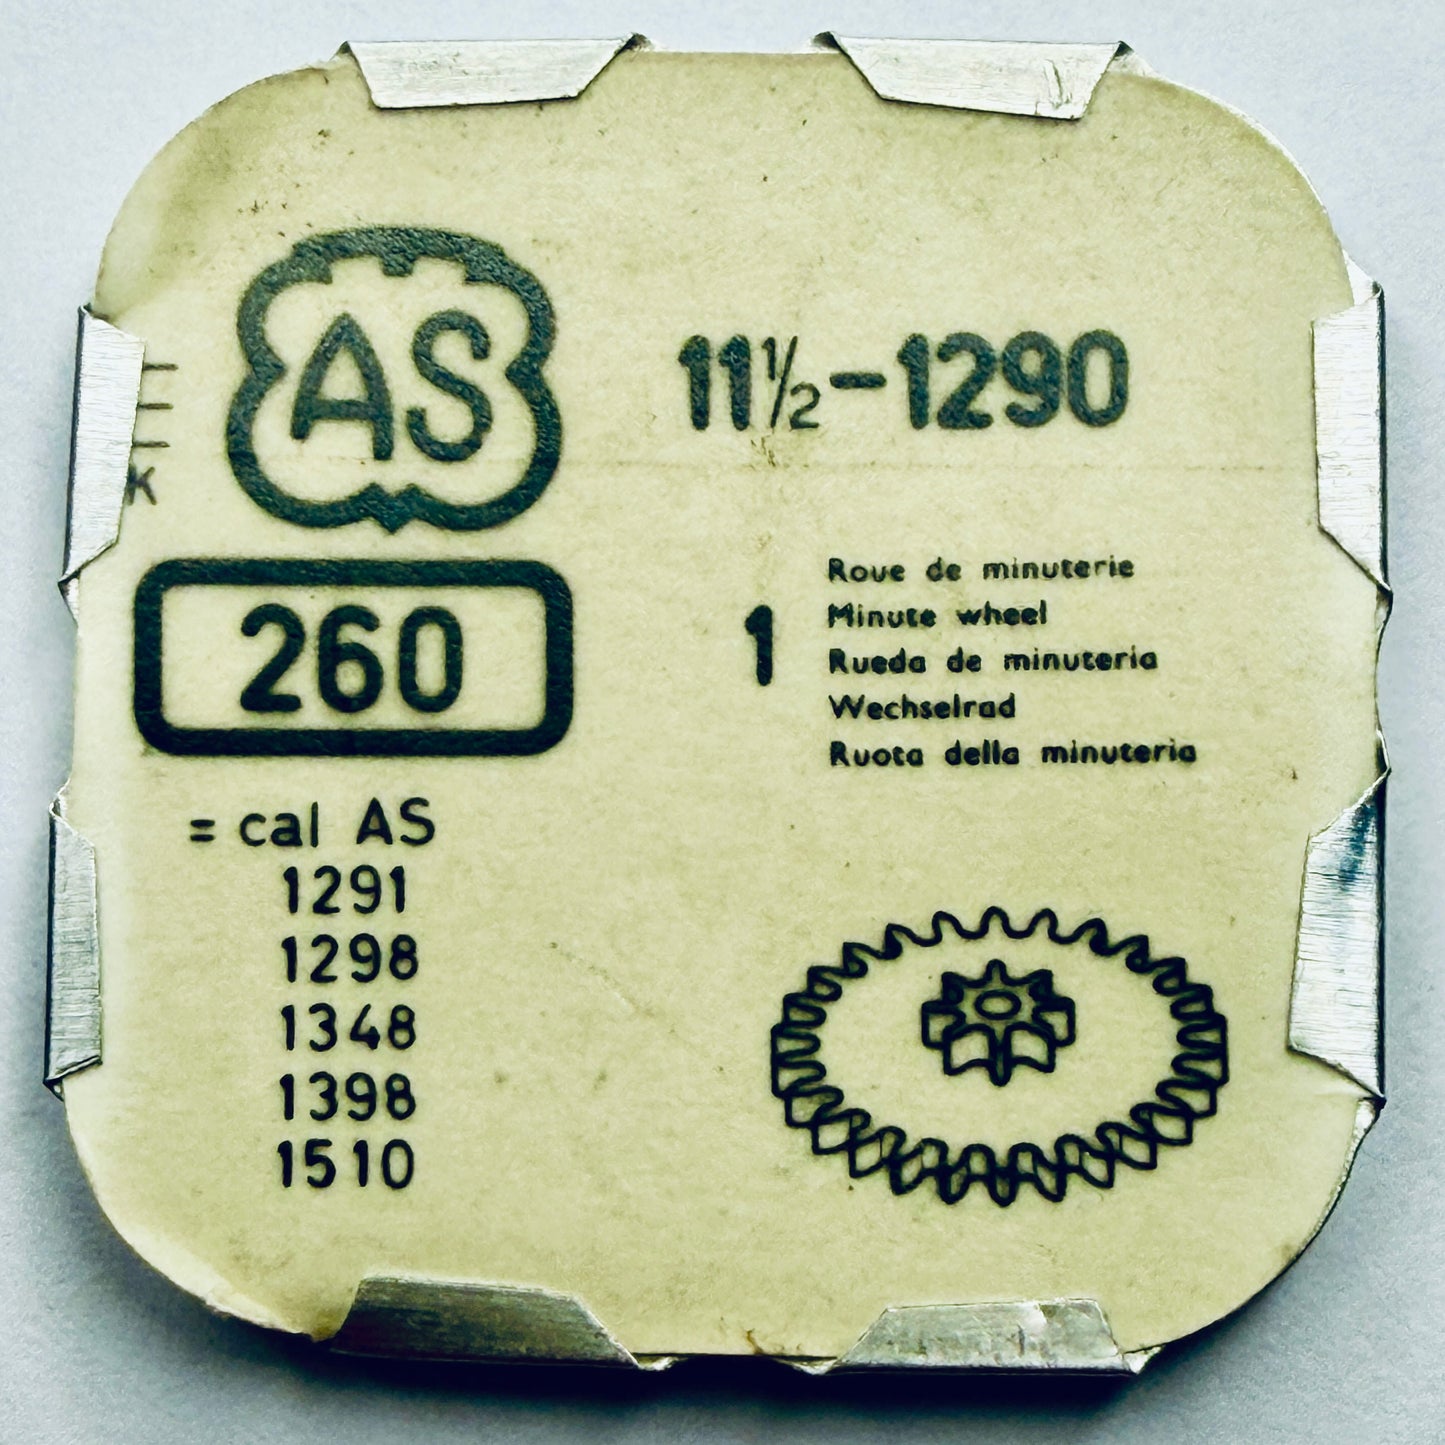 AS
11½-1290
K
260
1
Roue de minuterie
Minute wheel
Rueda de minuteria
Wechselrad
Ruota della minuteria
= cal AS
1291
1298
1348
1398
1510